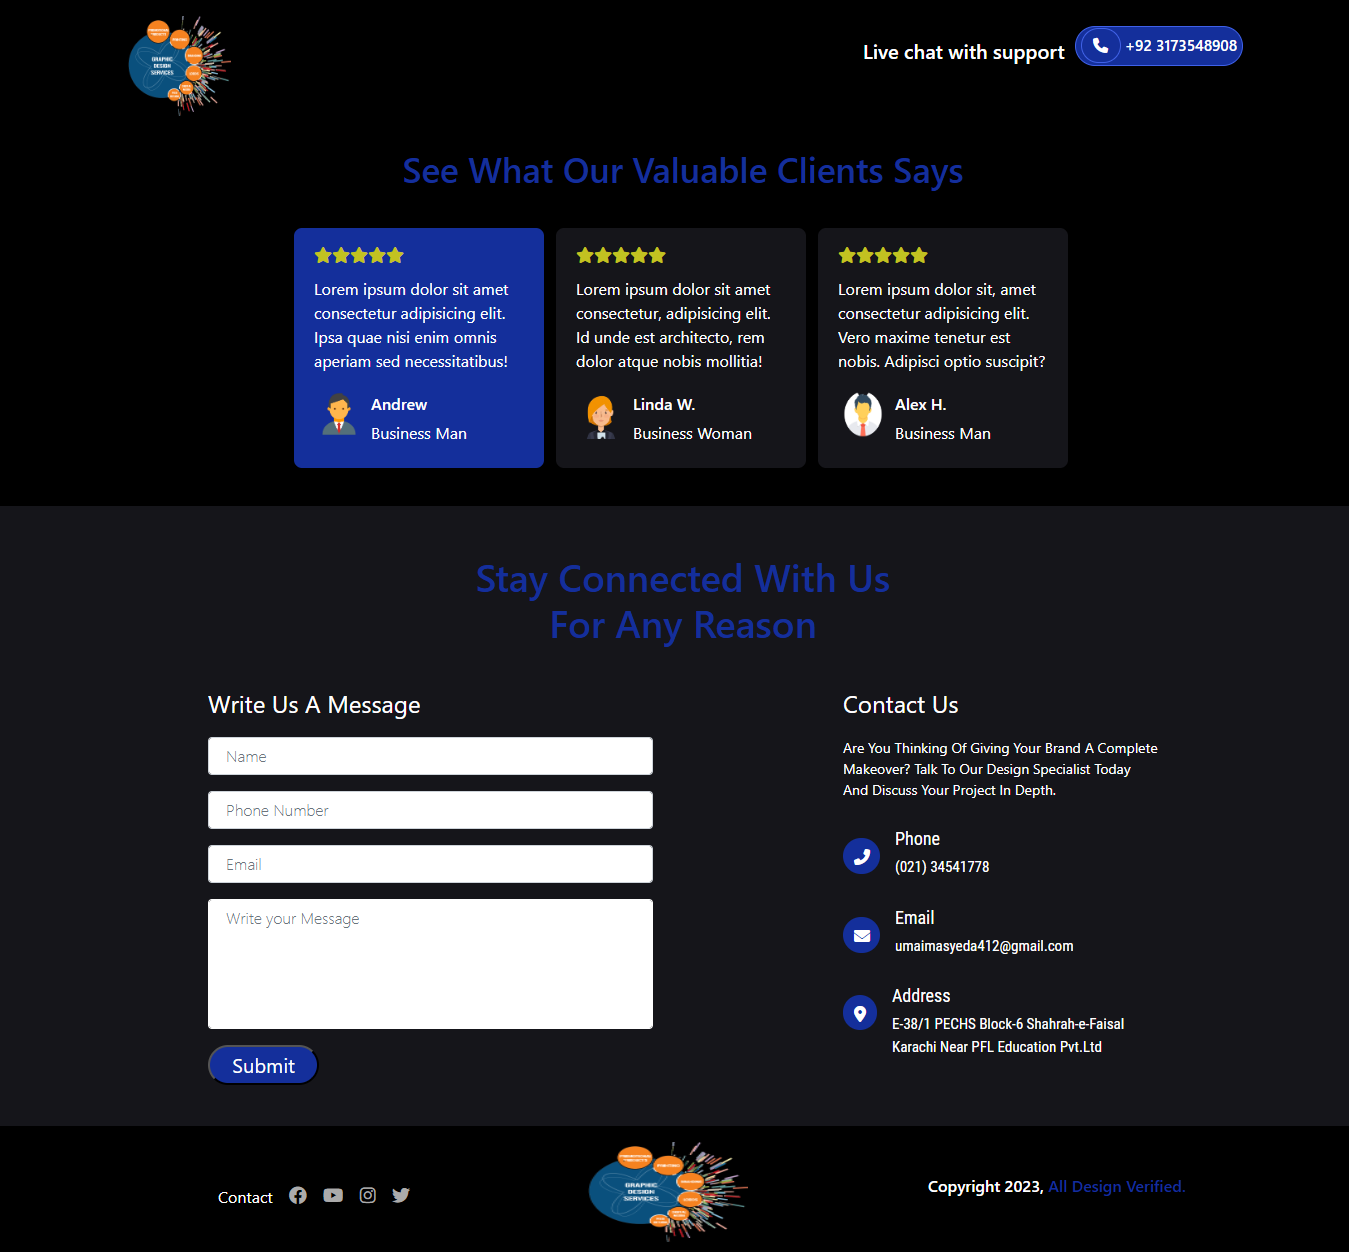 GRAPHIC
DESIGN
SERVICES
Live chat with support
+92 3173548908
See What Our Valuable Clients Says
Lorem ipsum dolor sit amet
consectetur adipisicing elit.
Ipsa quae nisi enim omnis
aperiam sed necessitatibus!
Andrew
Business Man
Lorem ipsum dolor sit amet
consectetur, adipisicing elit.
Id unde est architecto, rem
dolor atque nobis mollitia!
Linda W.
Business Woman
Lorem ipsum dolor sit, amet
consectetur adipisicing elit.
Vero maxime tenetur est
nobis. Adipisci optio suscipit?
Alex H.
Business Man
Stay Connected With Us
For Any Reason
Write Us A Message
Name
Phone Number
Email
Write your Message
Submit
Contact Us
Are You Thinking Of Giving Your Brand A Complete
Makeover? Talk To Our Design Specialist Today
And Discuss Your Project In Depth.
Phone
(021) 34541778
Email
umaimasyeda412@gmail.com
Address
E-38/1 PECHS Block-6 Shahrah-e-Faisal
Karachi Near PFL Education Pvt.Ltd
Contact
GRAPHIC
DESIGN
SERVICES
Copyright 2023, All Design Verified.